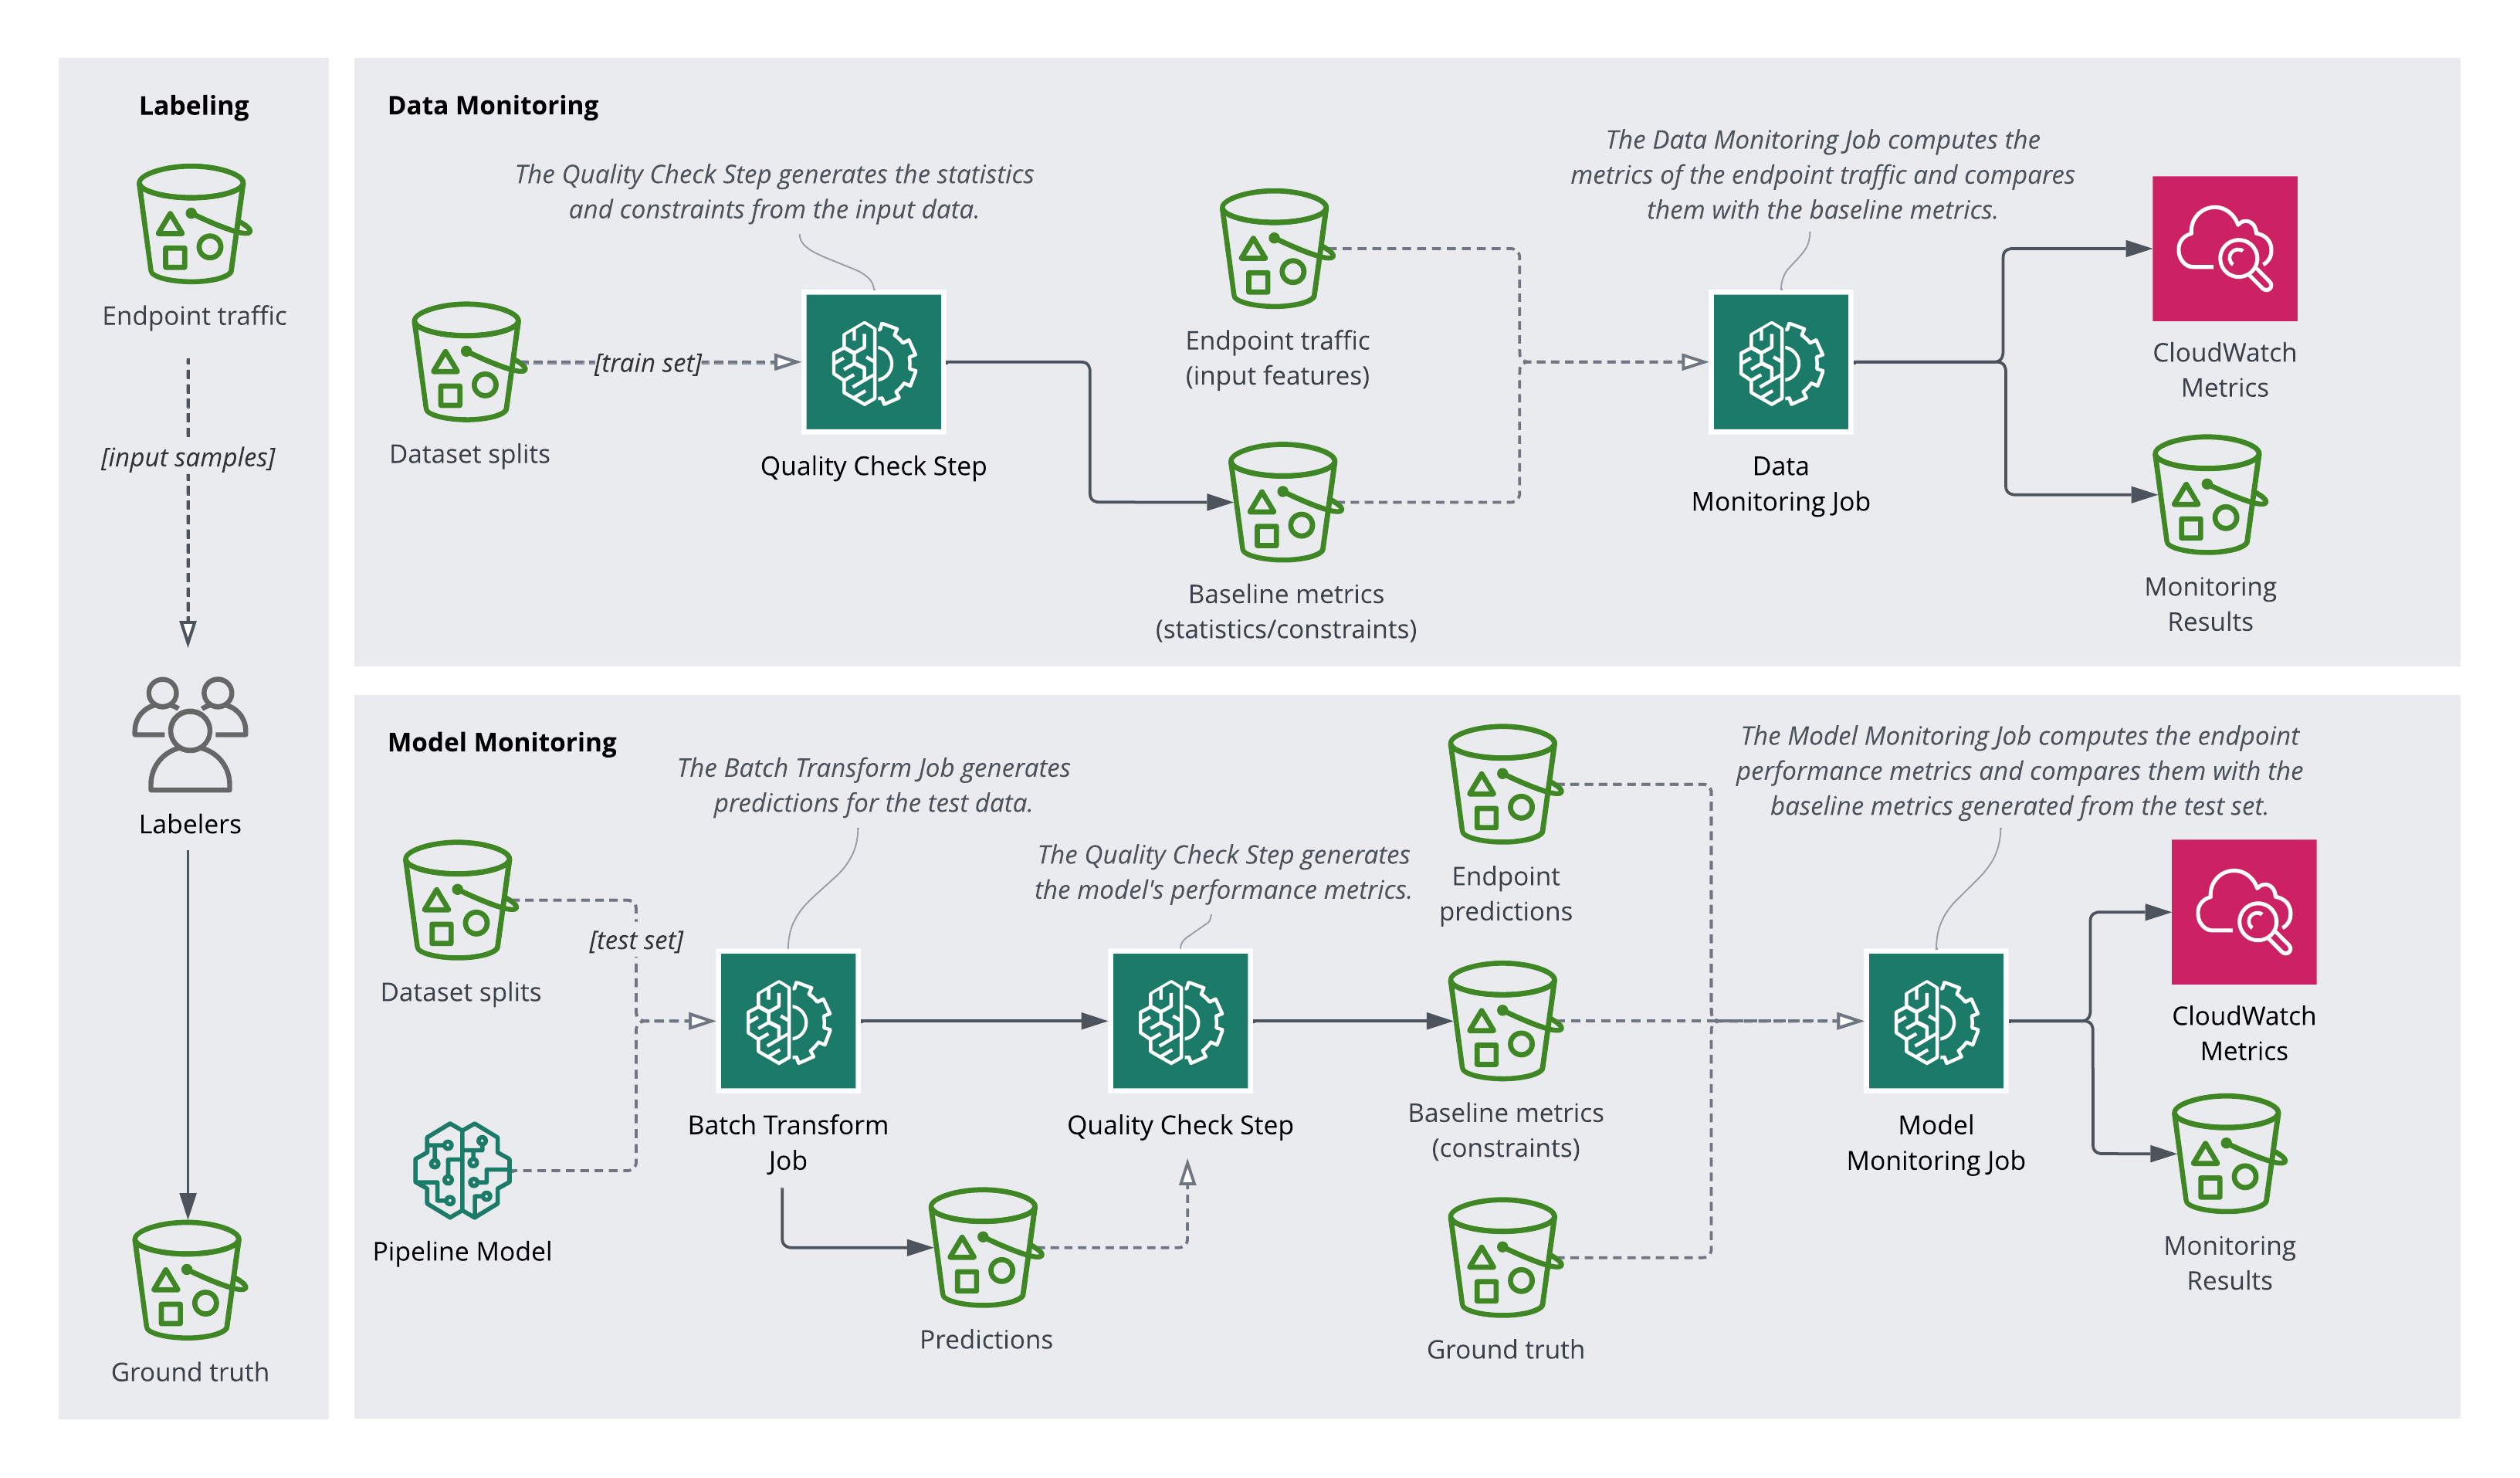 Labeling
Endpoint traffic
[input samples]
Labelers
Ground truth
Data Monitoring
The Quality Check Step generates the statistics
and constraints from the input data.
Dataset splits
[train set]
Quality Check Step
Endpoint traffic
(input features)
Baseline metrics
(statistics/constraints)
The Data Monitoring Job computes the
metrics of the endpoint traffic and compares
them with the baseline metrics.
Data
Monitoring Job
CloudWatch
Metrics
Monitoring
Results
Model Monitoring
The Batch Transform Job generates
predictions for the test data.
Dataset splits
[test set]
Pipeline Model
Batch Transform
Job
Predictions
The Quality Check Step generates
the model's performance metrics.
Quality Check Step
Endpoint
predictions
Baseline metrics
(constraints)
Ground truth
The Model Monitoring Job computes the endpoint
performance metrics and compares them with the
baseline metrics generated from the test set.
Model
Monitoring Job
CloudWatch
Metrics
Monitoring
Results